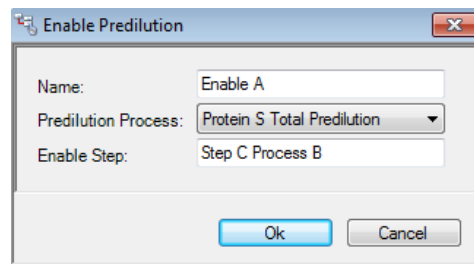 Enable Predilution
Name: Enable A
Predilution Process: Protein S Total Predilution
Enable Step: Step C Process B
Ok Cancel